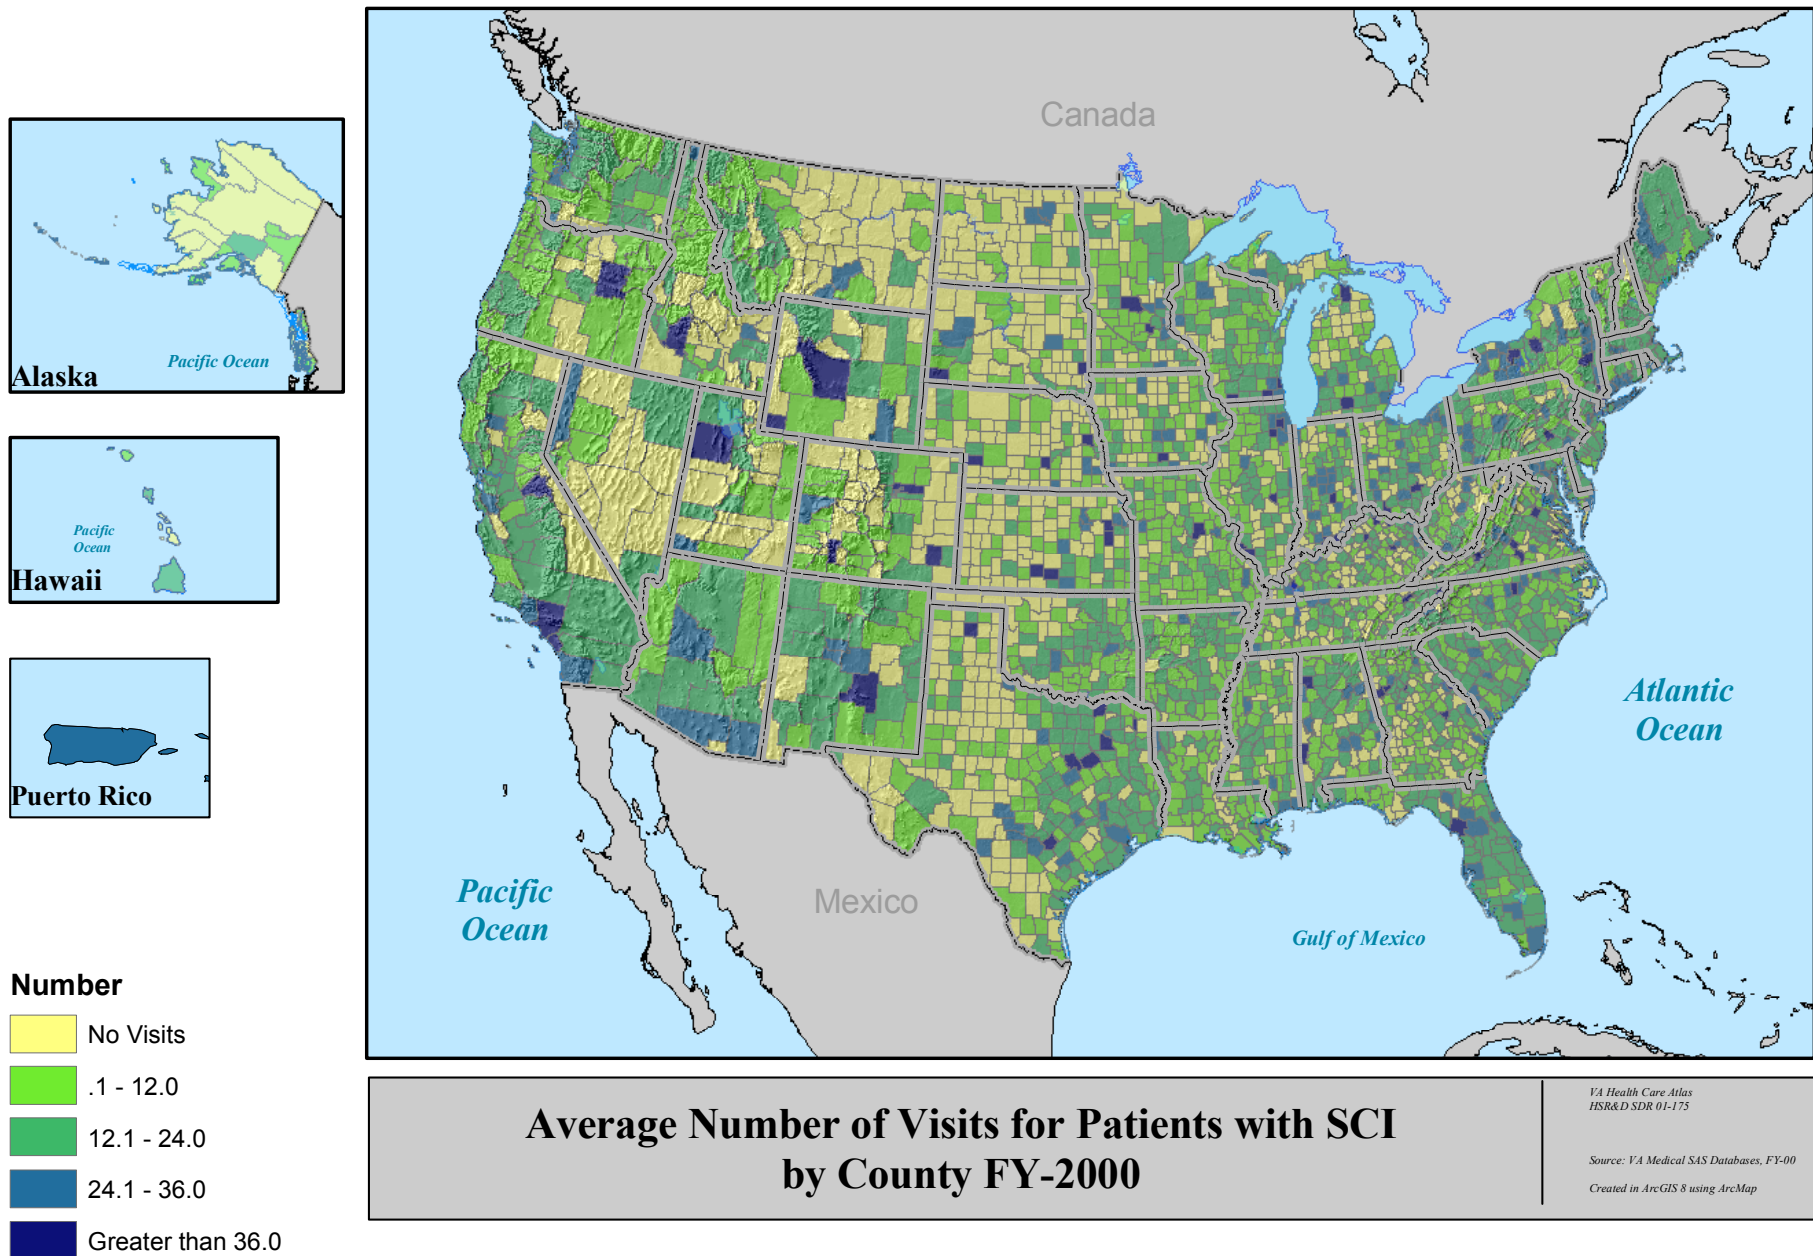 Canada
Pacific Ocean
Alaska
Pacific
Ocean
Hawaii
Puerto Rico
Atlantic
Ocean
Pacific
Ocean
Mexico
Gulf of Mexico
Number
No Visits
.1 - 12.0
12.1 - 24.0
24.1 - 36.0
Greater than 36.0
Average Number of Visits for Patients with SCI
by County FY-2000
VA Health Care Atlas
HSR&D SDR 01-175
Source: VA Medical SAS Databases, FY-00
Created in ArcGIS 8 using ArcMap